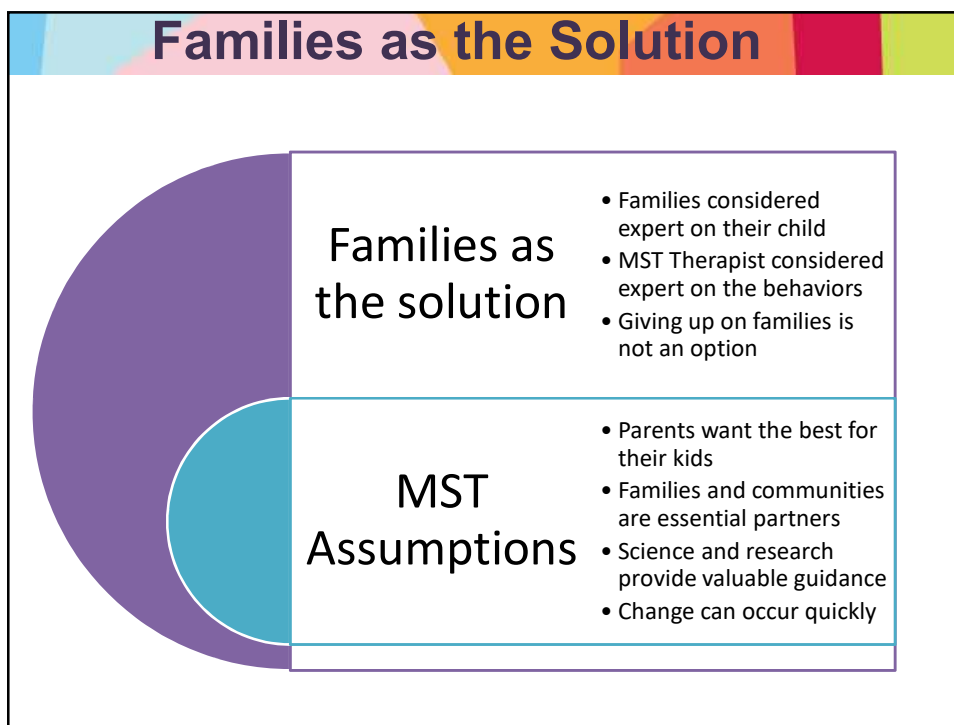 Families as the Solution
Families as
the solution
• Families considered
expert on their child
• MST Therapist considered
expert on the behaviors
• Giving up on families is
not an option
MST
Assumptions
• Parents want the best for
their kids
• Families and communities
are essential partners
• Science and research
provide valuable guidance
• Change can occur quickly